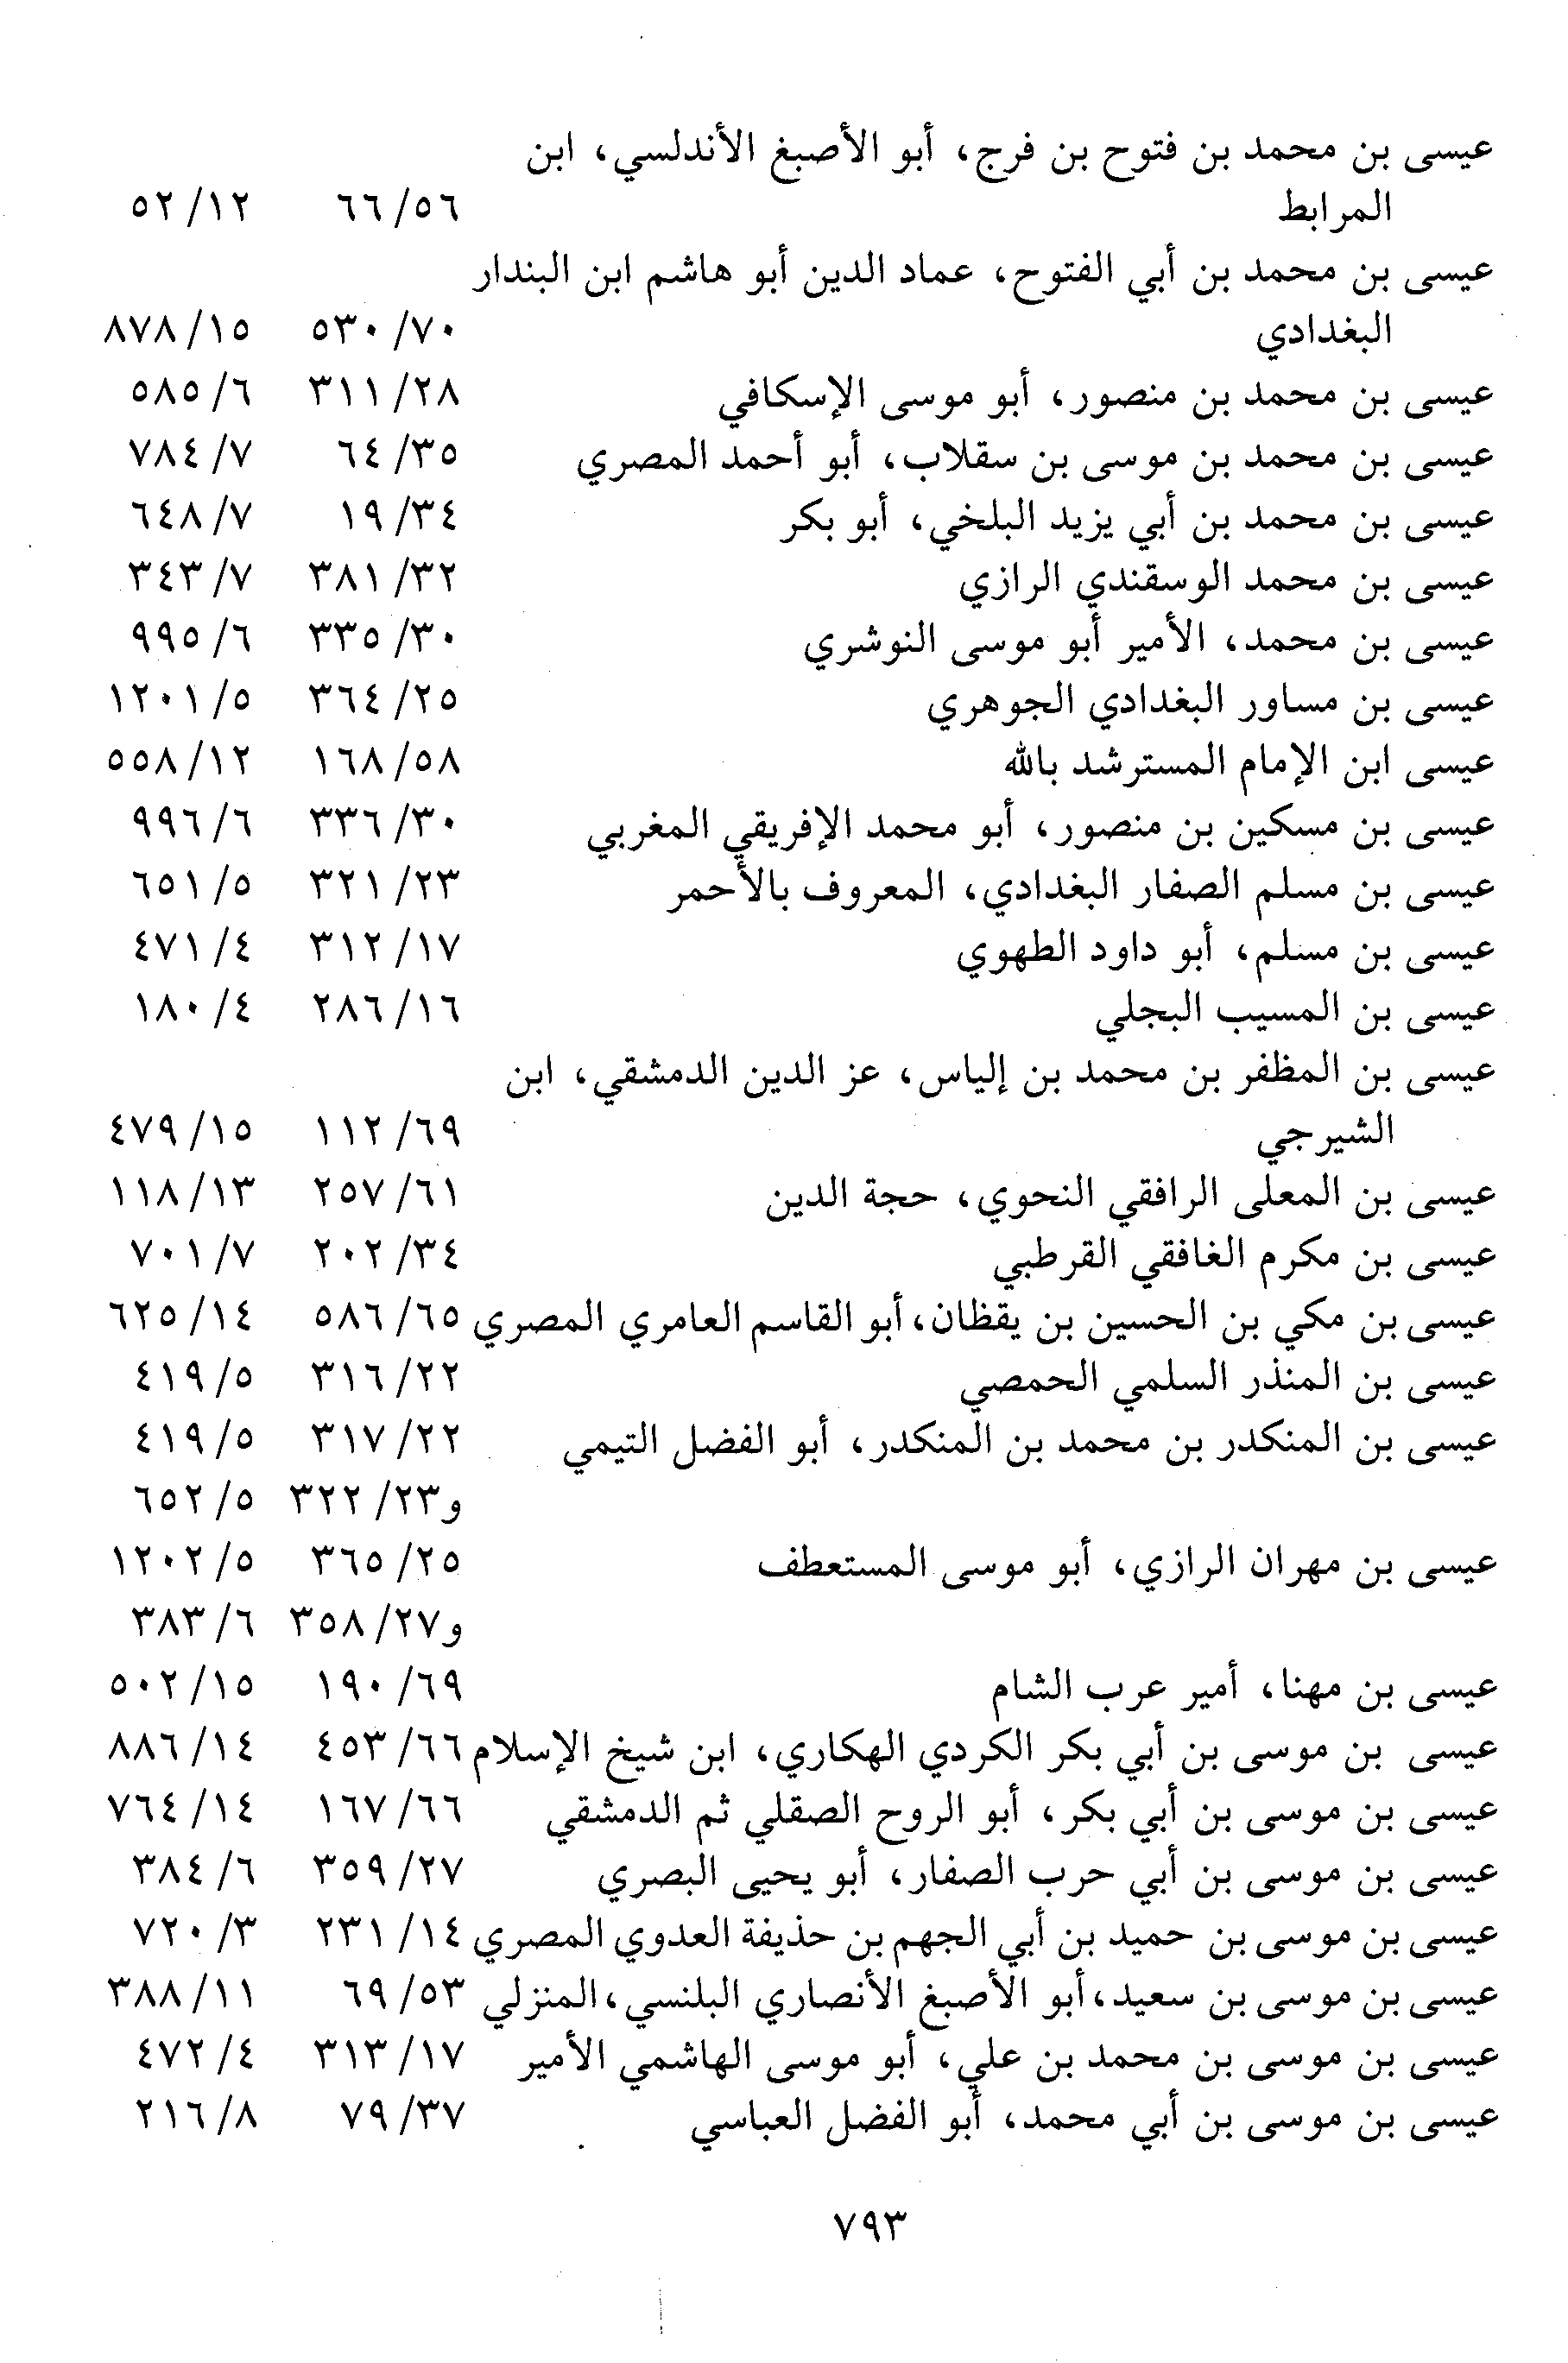 عيسى بن محمد بن فتوح بن فرج، أبو الأصبغ الأندلسي، ابن
المرابط ٦٦/٥٦ ٥٢/١٢
عيسى بن محمد بن أبي الفتوح، عماد الدين أبو هاشم ابن البندار
البغدادي ٥٣٠/٧٠ ٨٧٨/١٥
عيسى بن محمد بن منصور، أبو موسى الإسكافي ٣١١/٢٨ ٥٨٥/٦
عيسى بن محمد بن موسى بن سقلاب، أبو أحمد المصري ٦٤/٣٥ ٧٨٤/٧
عيسى بن محمد بن أبي يزيد البلخي، أبو بكر ١٩/٣٤ ٦٤٨/٧
عيسى بن محمد الوسقندي الرازي ٣٨١/٣٢ ٣٤٣/٧
عيسى بن محمد، الأمير أبو موسى النوشري ٣٣٥/٣٠ ٩٩٥/٦
عيسى بن مساور البغدادي الجوهري ٣٦٤/٢٥ ١٢٠١/٥
عيسى ابن الإمام المسترشد بالله ١٦٨/٥٨ ٥٥٨/١٢
عيسى بن مسكين بن منصور، أبو محمد الإفريقي المغربي ٣٣٦/٣٠ ٩٩٦/٦
عيسى بن مسلم الصفار البغدادي، المعروف بالأحمر ٣٢١/٢٣ ٦٥١/٥
عيسى بن مسلم، أبو داود الطهوي ٣١٢/١٧ ٤٧١/٤
عيسى بن المسيب البجلي ٢٨٦/١٦ ١٨٠/٤
عيسى بن المظفر بن محمد بن إلياس، عز الدين الدمشقي، ابن
الشيرجي ١١٢/٦٩ ٤٧٩/١٥
عيسى بن المعلى الرافقي النحوي، حجة الدين ٢٥٧/٦١ ١١٨/١٣
عيسى بن مكرم الغافقي القرطبي ٢٠٢/٣٤ ٧٠١/٧
عيسى بن مكي بن الحسين بن يقظان، أبو القاسم العامري المصري ٥٨٦/٦٥ ٦٢٥/١٤
عيسى بن المنذر السلمي الحمصي ٣١٦/٢٢ ٤١٩/٥
عيسى بن المنكدر بن محمد بن المنكدر، أبو الفضل التيمي ٣١٧/٢٢ ٤١٩/٥
و٣٢٢/٢٣ ٦٥٢/٥
عيسى بن مهران الرازي، أبو موسى المستعطف ٣٦٥/٢٥ ١٢٠٢/٥
و٣٥٨/٢٧ ٣٨٣/٦
عيسى بن مهنا، أمير عرب الشام ١٩٠/٦٩ ٥٠٢/١٥
عيسى بن موسى بن أبي بكر الكردي الهكاري، ابن شيخ الإسلام ٤٥٣/٦٦ ٨٨٦/١٤
عيسى بن موسى بن أبي بكر، أبو الروح الصقلي ثم الدمشقي ١٦٧/٦٦ ٧٦٤/١٤
عيسى بن موسى بن أبي حرب الصفار، أبو يحيى البصري ٣٥٩/٢٧ ٣٨٤/٦
عيسى بن موسى بن حميد بن أبي الجهم بن حذيفة العدوي المصري ٢٣١/١٤ ٧٢٠/٣
عيسى بن موسى بن سعيد، أبو الأصبغ الأنصاري البلنسي، المنزلي ٦٩/٥٣ ٣٨٨/١١
عيسى بن موسى بن محمد بن علي، أبو موسى الهاشمي الأمير ٣١٣/١٧ ٤٧٢/٤
عيسى بن موسى بن أبي محمد، أبو الفضل العباسي ٧٩/٣٧ ٢١٦/٨
٧٩٣